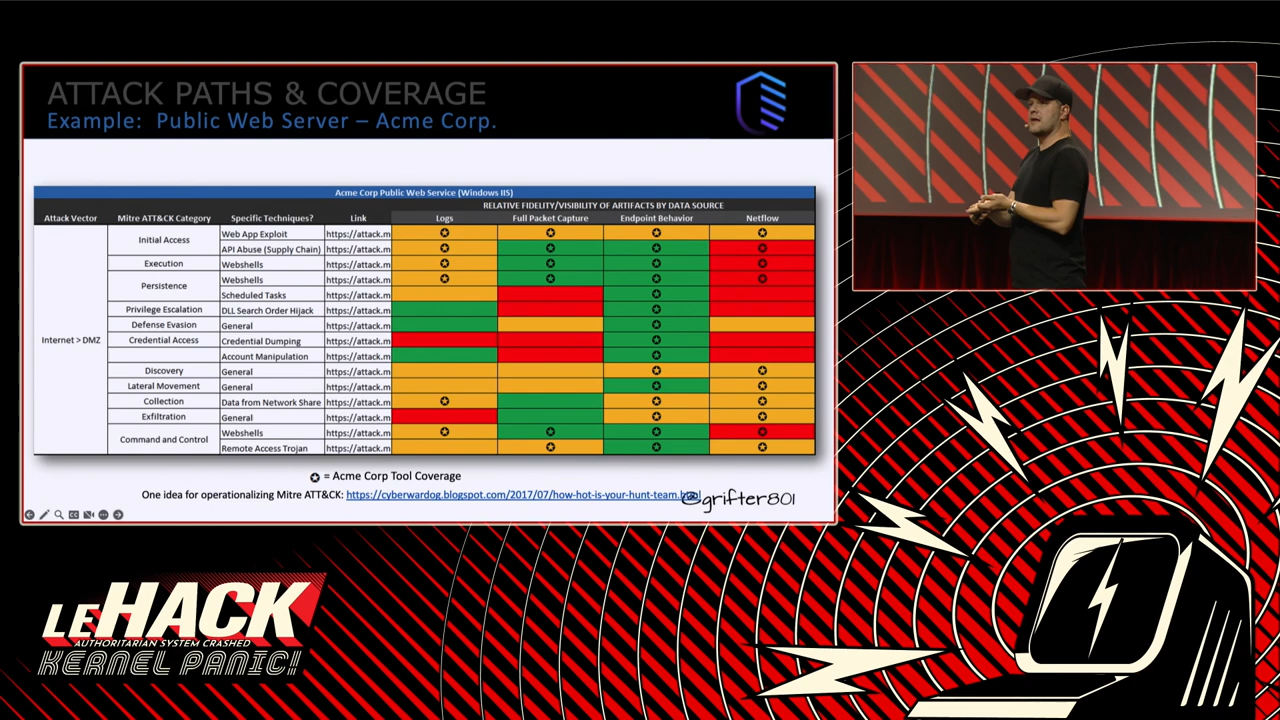 ATTACK PATHS & COVERAGE
Example: Public Web Server – Acme Corp.
Acme Corp Public Web Service (Windows IIS)
RELATIVE FIDELITY/VISIBILITY OF ARTIFACTS BY DATA SOURCE
Attack Vector Mitre ATT&CK Category Specific Techniques? Link Logs Full Packet Capture Endpoint Behavior Netflow
Internet > DMZ
Initial Access Web App Exploit https://attack.m
API Abuse (Supply Chain) https://attack.m
Execution Webshells https://attack.m
Persistence Webshells https://attack.m
Scheduled Tasks https://attack.m
Privilege Escalation DLL Search Order Hijack https://attack.m
Defense Evasion General https://attack.m
Credential Access Credential Dumping https://attack.m
Account Manipulation https://attack.m
Discovery General https://attack.m
Lateral Movement General https://attack.m
Collection Data from Network Share https://attack.m
Exfiltration General https://attack.m
Command and Control Webshells https://attack.m
Remote Access Trojan https://attack.m
✪ = Acme Corp Tool Coverage
One idea for operationalizing Mitre ATT&CK: https://cyberwardog.blogspot.com/2017/07/how-hot-is-your-hunt-team.html
@grifter801
LEHACK
AUTHORITARIAN SYSTEM CRASHED
KERNEL PANIC!